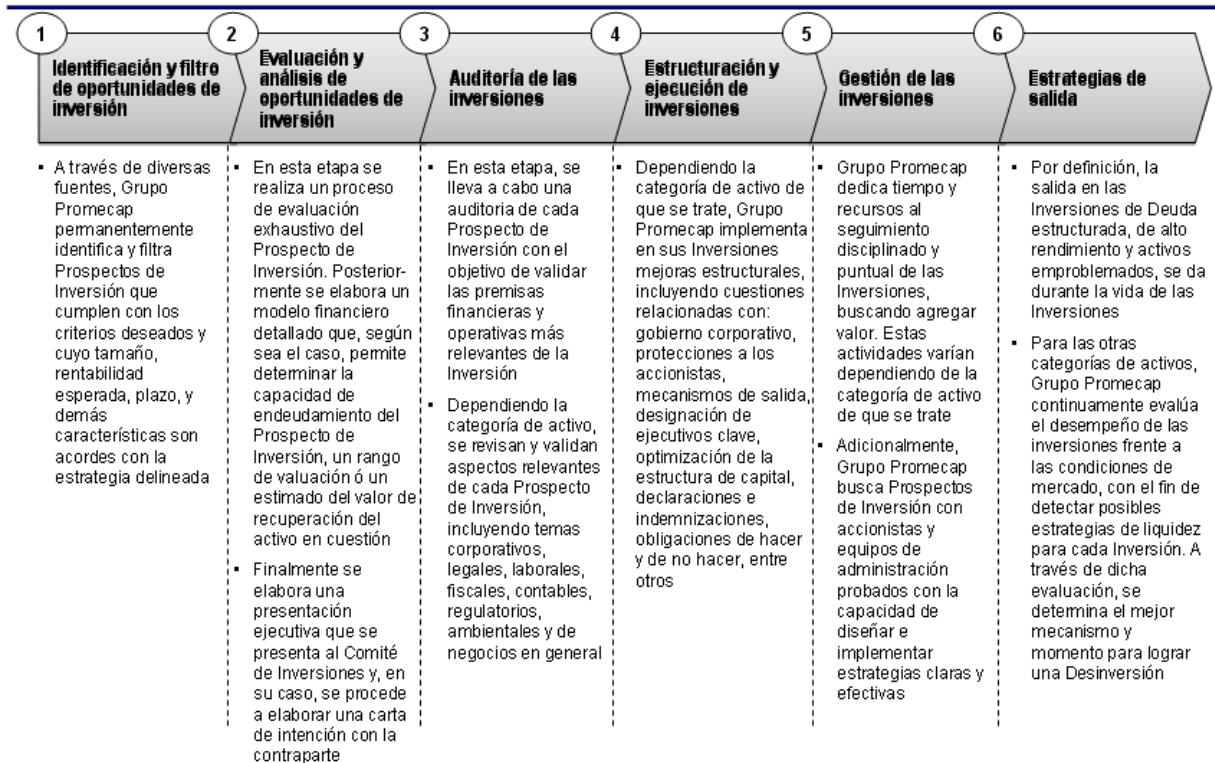 1
Identificación y filtro
de oportunidades de
inversión
▪ A través de diversas
fuentes, Grupo
Promecap
permanentemente
identifica y filtra
Prospectos de
Inversión que
cumplen con los
criterios deseados y
cuyo tamaño,
rentabilidad
esperada, plazo, y
demás
características son
acordes con la
estrategia delineada
2
Evaluación y
análisis de
oportunidades de
inversión
▪ En esta etapa se
realiza un proceso
de evaluación
exhaustivo del
Prospecto de
Inversión. Posterior-
mente se elabora un
modelo financiero
detallado que, según
sea el caso, permite
determinar la
capacidad de
endeudamiento del
Prospecto de
Inversión, un rango
de valuación ó un
estimado del valor de
recuperación del
activo en cuestión
▪ Finalmente se
elabora una
presentación
ejecutiva que se
presenta al Comité
de Inversiones y, en
su caso, se procede
a elaborar una carta
de intención con la
contraparte
3
Auditoría de las
inversiones
▪ En esta etapa, se
lleva a cabo una
auditoria de cada
Prospecto de
Inversión con el
objetivo de validar
las premisas
financieras y
operativas más
relevantes de la
Inversión
▪ Dependiendo la
categoría de activo,
se revisan y validan
aspectos relevantes
de cada Prospecto
de Inversión,
incluyendo temas
corporativos,
legales, laborales,
fiscales, contables,
regulatorios,
ambientales y de
negocios en general
4
Estructuración y
ejecución de
inversiones
▪ Dependiendo la
categoría de activo de
que se trate, Grupo
Promecap implementa
en sus Inversiones
mejoras estructurales,
incluyendo cuestiones
relacionadas con:
gobierno corporativo,
protecciones a los
accionistas,
mecanismos de salida,
designación de
ejecutivos clave,
optimización de la
estructura de capital,
declaraciones e
indemnizaciones,
obligaciones de hacer
y de no hacer, entre
otros
5
Gestión de las
inversiones
▪ Grupo Promecap
dedica tiempo y
recursos al
seguimiento
disciplinado y
puntual de las
Inversiones,
buscando agregar
valor. Estas
actividades varían
dependiendo de la
categoría de activo
de que se trate
▪ Adicionalmente,
Grupo Promecap
busca Prospectos
de Inversión con
accionistas y
equipos de
administración
probados con la
capacidad de
diseñar e
implementar
estrategias claras y
efectivas
6
Estrategias de
salida
▪ Por definición, la
salida en las
Inversiones de Deuda
estructurada, de alto
rendimiento y activos
emproblemados, se da
durante la vida de las
Inversiones
▪ Para las otras
categorías de activos,
Grupo Promecap
continuamente evalúa
el desempeño de las
inversiones frente a
las condiciones de
mercado, con el fin de
detectar posibles
estrategias de liquidez
para cada Inversión. A
través de dicha
evaluación, se
determina el mejor
mecanismo y
momento para lograr
una Desinversión